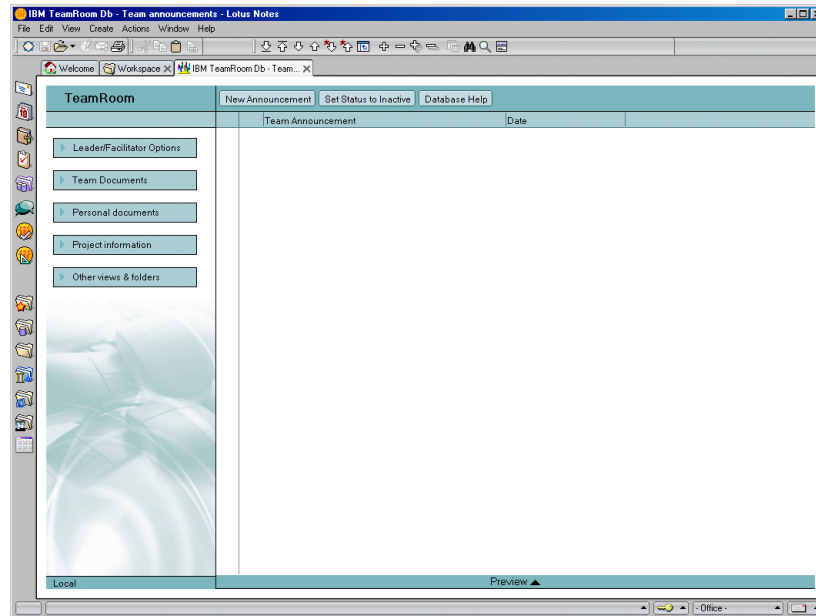 IBM TeamRoom Db - Team announcements - Lotus Notes
File Edit View Create Actions Window Help
Welcome Workspace IBM TeamRoom Db - Team...
TeamRoom
New Announcement Set Status to Inactive Database Help
Team Announcement Date
Leader/Facilitator Options
Team Documents
Personal documents
Project information
Other views & folders
Local
Preview
- Office -